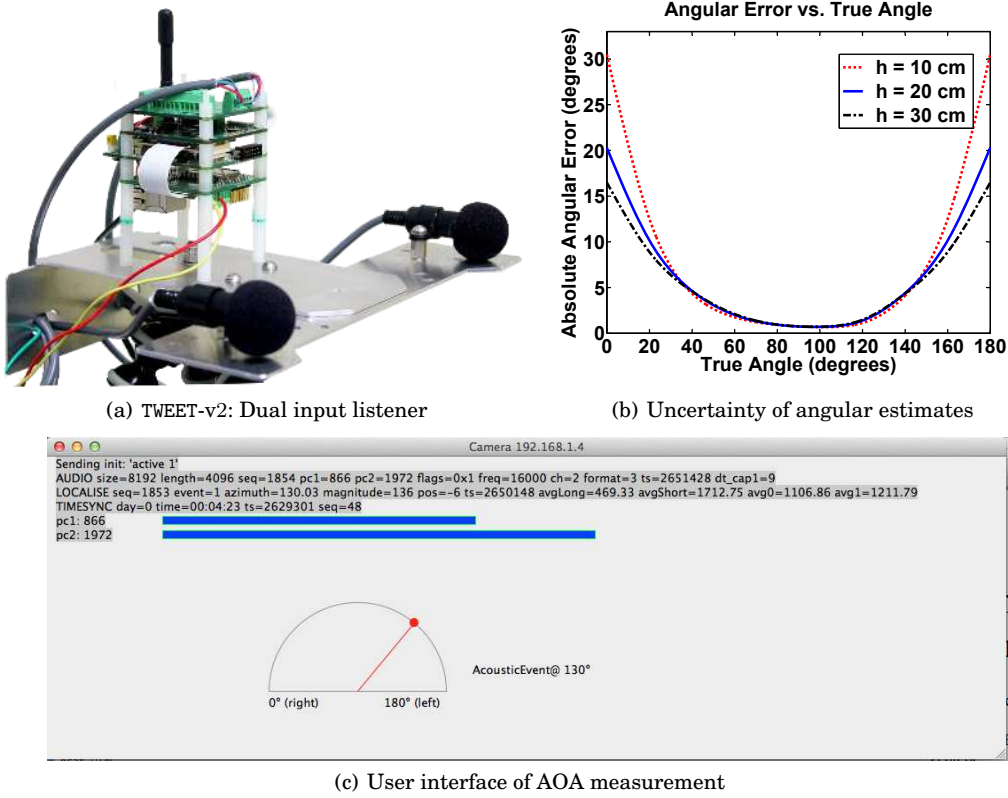 Angular Error vs. True Angle
Absolute Angular Error (degrees)
30
25
20
15
10
5
0
h = 10 cm
h = 20 cm
h = 30 cm
0 20 40 60 80 100 120 140 160 180
True Angle (degrees)
(a) TWEET-v2: Dual input listener
(b) Uncertainty of angular estimates
Camera 192.168.1.4
Sending init: 'active 1'
AUDIO size=8192 length=4096 seq=1854 pc1=866 pc2=1972 flags=0x1 freq=16000 ch=2 format=3 ts=2651428 dt_cap1=9
LOCALISE seq=1853 event=1 azimuth=130.03 magnitude=136 pos=-6 ts=2650148 avgLong=469.33 avgShort=1712.75 avg0=1106.86 avg1=1211.79
TIMESYNC day=0 time=00:04:23 ts=2629301 seq=48
pc1: 866
pc2: 1972
AcousticEvent@ 130°
0° (right) 180° (left)
(c) User interface of AOA measurement